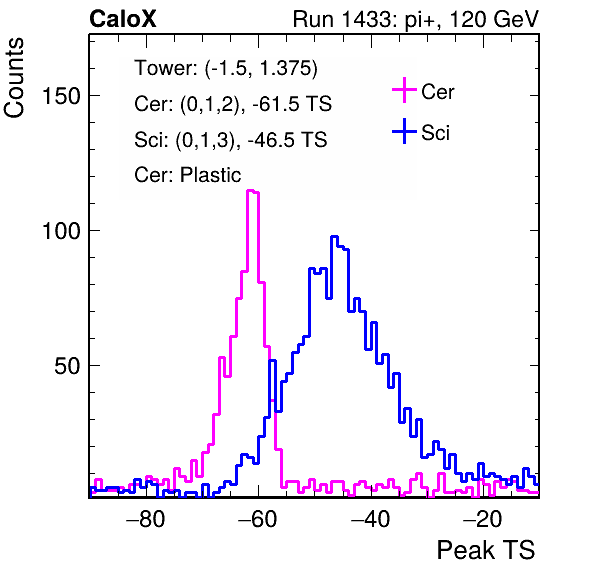 CaloX Run 1433: pi+, 120 GeV
Counts
Tower: (-1.5, 1.375)
Cer: (0,1,2), -61.5 TS
Sci: (0,1,3), -46.5 TS
Cer: Plastic
Cer
Sci
150
100
50
−80 −60 −40 −20
Peak TS